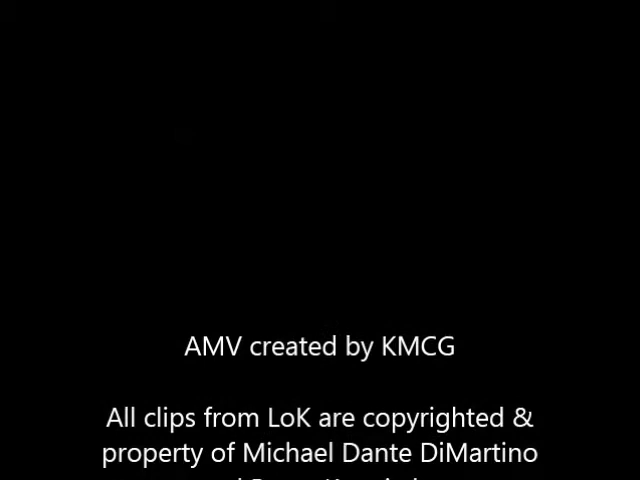 AMV created by KMCG
All clips from LoK are copyrighted &
property of Michael Dante DiMartino